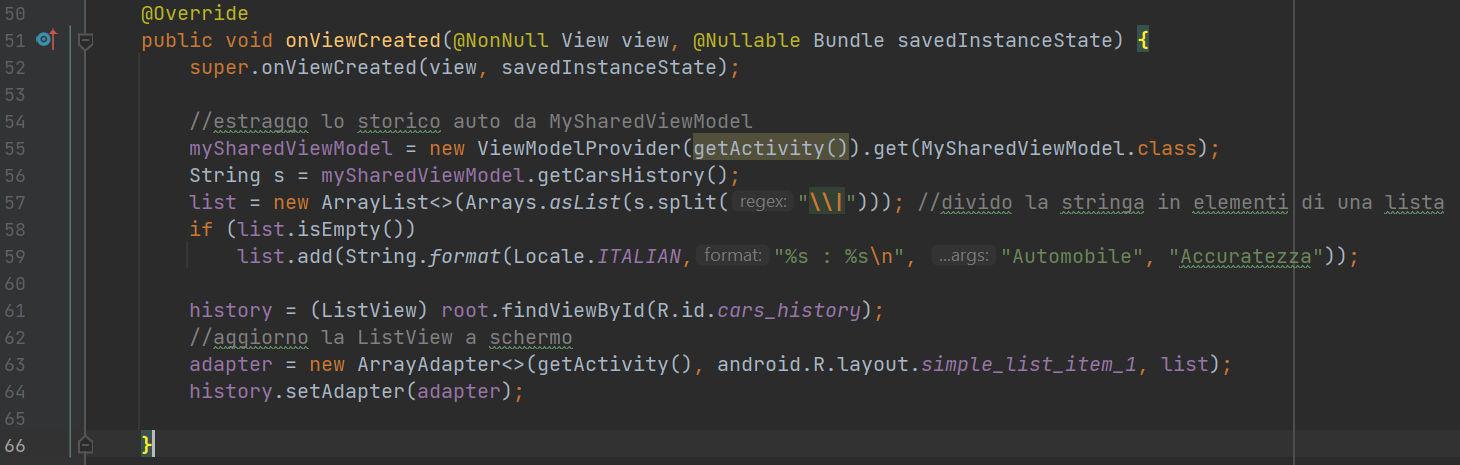 50 @Override
51 public void onViewCreated(@NonNull View view, @Nullable Bundle savedInstanceState) {
52 super.onViewCreated(view, savedInstanceState);
53
54 //estraggo lo storico auto da MySharedViewModel
55 mySharedViewModel = new ViewModelProvider(getActivity()).get(MySharedViewModel.class);
56 String s = mySharedViewModel.getCarsHistory();
57 list = new ArrayList<>(Arrays.asList(s.split( regex: "\\|"))); //divido la stringa in elementi di una lista
58 if (list.isEmpty())
59 list.add(String.format(Locale.ITALIAN, format: "%s : %s\n", ...args: "Automobile", "Accuratezza"));
60
61 history = (ListView) root.findViewById(R.id.cars_history);
62 //aggiorno la ListView a schermo
63 adapter = new ArrayAdapter<>(getActivity(), android.R.layout.simple_list_item_1, list);
64 history.setAdapter(adapter);
65
66 }